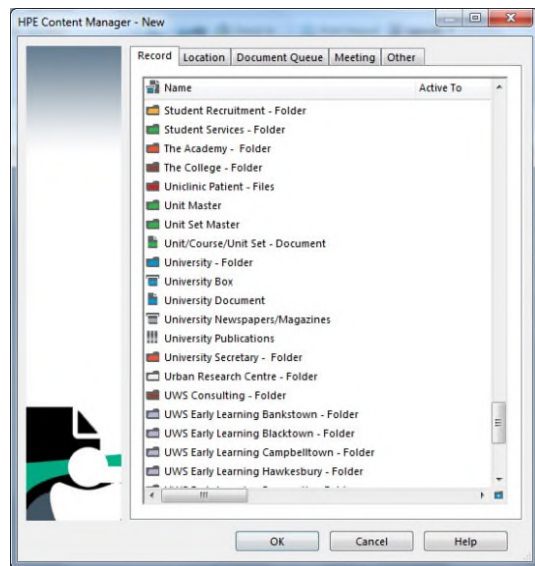 HPE Content Manager - New
Record Location Document Queue Meeting Other
Name Active To
Student Recruitment - Folder
Student Services - Folder
The Academy - Folder
The College - Folder
Uniclinic Patient - Files
Unit Master
Unit Set Master
Unit/Course/Unit Set - Document
University - Folder
University Box
University Document
University Newspapers/Magazines
University Publications
University Secretary - Folder
Urban Research Centre - Folder
UWS Consulting - Folder
UWS Early Learning Bankstown - Folder
UWS Early Learning Blacktown - Folder
UWS Early Learning Campbelltown - Folder
UWS Early Learning Hawkesbury - Folder
OK Cancel Help